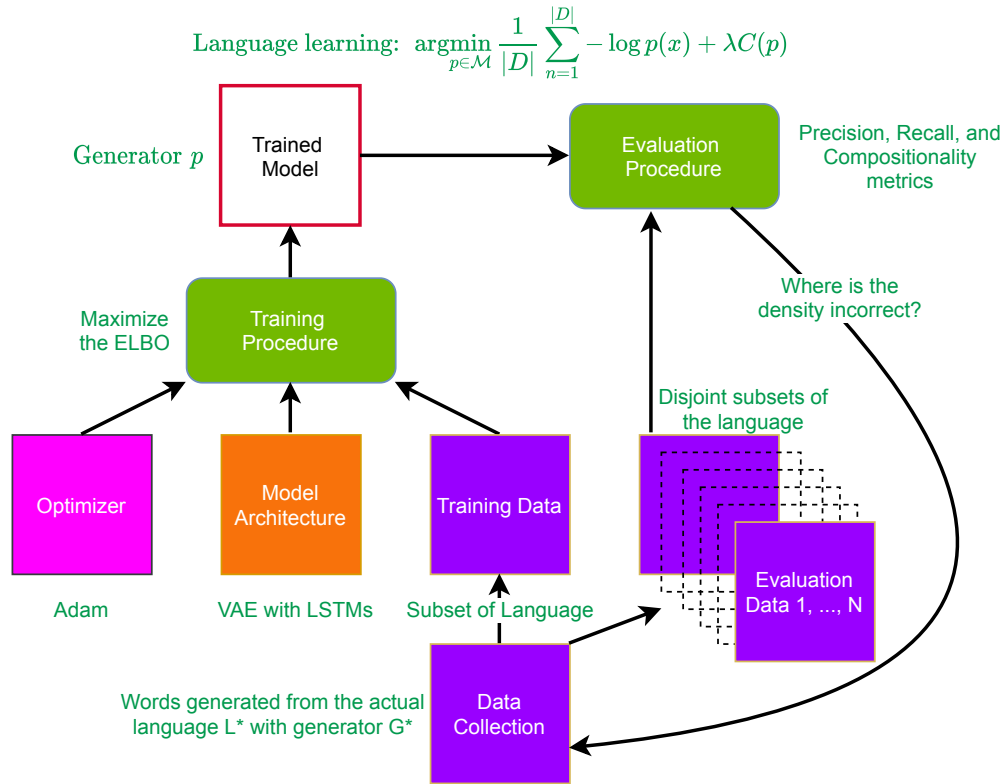 Language learning: argmin_{p∈ℳ} \frac{1}{|D|} \sum_{n=1}^{|D|} − log p(x) + λC(p)
Generator p
Trained
Model
Evaluation
Procedure
Precision, Recall, and
Compositionality
metrics
Where is the
density incorrect?
Maximize
the ELBO
Training
Procedure
Disjoint subsets of
the language
Optimizer
Model
Architecture
Training Data
Evaluation
Data 1, ..., N
Adam
VAE with LSTMs
Subset of Language
Words generated from the actual
language L* with generator G*
Data
Collection